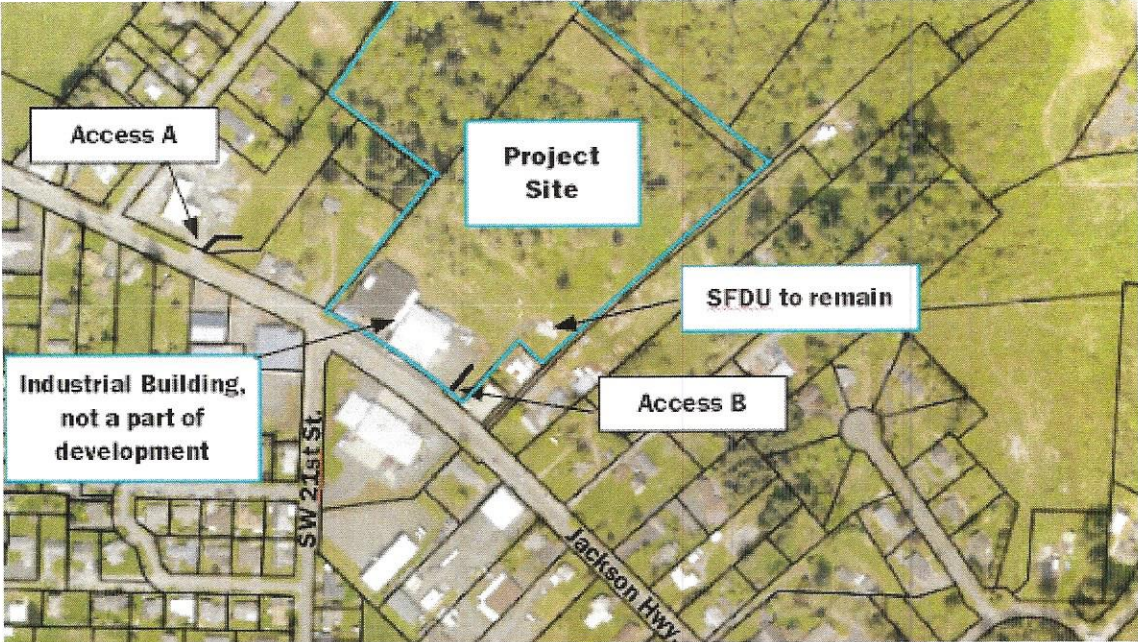 Access A
Project
Site
SFDU to remain
Industrial Building,
not a part of
development
Access B
SW 21st St.
Jackson Hwy